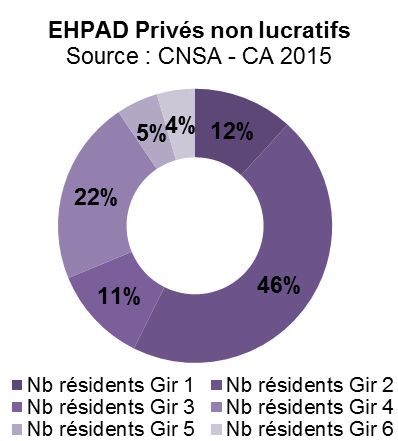 EHPAD Privés non lucratifs
Source : CNSA - CA 2015
5% 4% 12%
22%
11% 46%
Nb résidents Gir 1 Nb résidents Gir 2
Nb résidents Gir 3 Nb résidents Gir 4
Nb résidents Gir 5 Nb résidents Gir 6